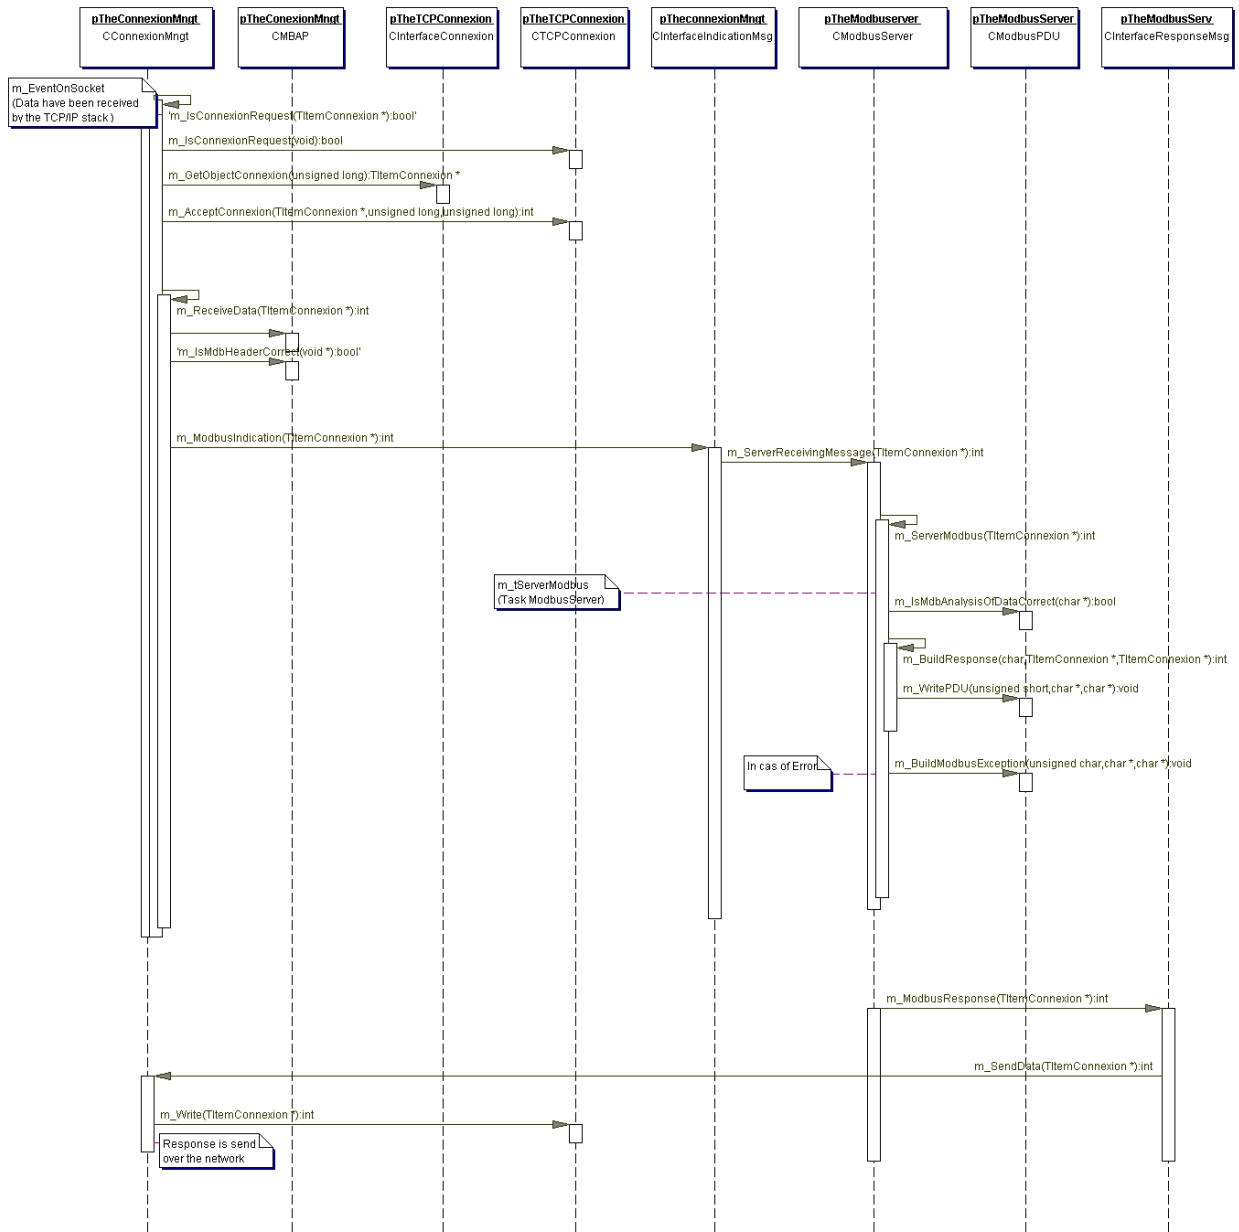 pTheConnexionMngt
CConnexionMngt
pTheConexionMngt
CMBAP
pTheTCPConnexion
CInterfaceConnexion
pTheTCPConnexion
CTCPConnexion
pTheconnexionMngt
CInterfaceIndicationMsg
pTheModbuserver
CModbusServer
pTheModbusServer
CModbusPDU
pTheModbusServ
CInterfaceResponseMsg
m_EventOnSocket
(Data have been received
by the TCP/IP stack )
'm_IsConnexionRequest(TItemConnexion *):bool'
m_IsConnexionRequest(void):bool
m_GetObjectConnexion(unsigned long):TItemConnexion *
m_AcceptConnexion(TItemConnexion *,unsigned long,unsigned long):int
m_ReceiveData(TItemConnexion *):int
'm_IsMdbHeaderCorrect(void *):bool'
m_ModbusIndication(TItemConnexion *):int
m_ServerReceivingMessage(TItemConnexion *):int
m_ServerModbus(TItemConnexion *):int
m_tServerModbus
(Task ModbusServer)
m_IsMdbAnalysisOfDataCorrect(char *):bool
m_BuildResponse(char,TItemConnexion *,TItemConnexion *):int
m_WritePDU(unsigned short,char *,char *):void
In cas of Error
m_BuildModbusException(unsigned char,char *,char *):void
m_ModbusResponse(TItemConnexion *):int
m_SendData(TItemConnexion *):int
m_Write(TItemConnexion *):int
Response is send
over the network